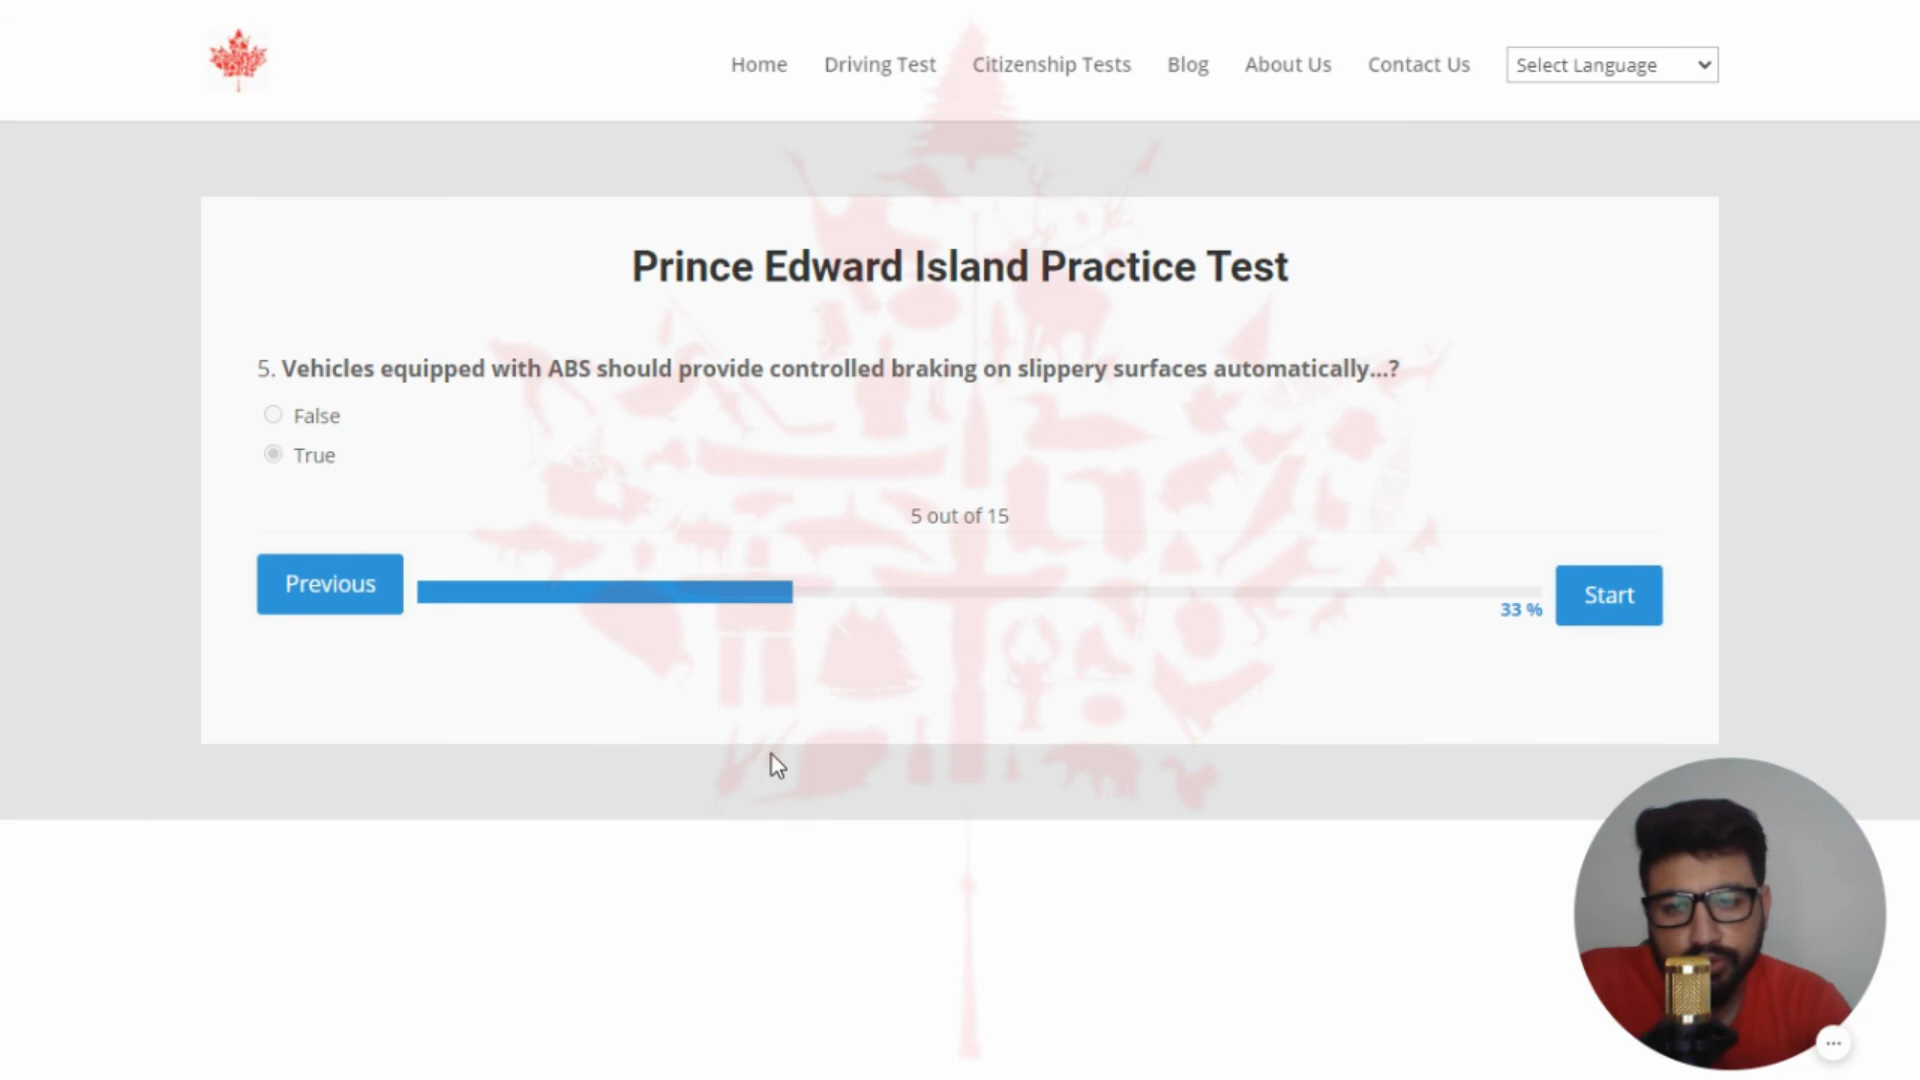 Home Driving Test Citizenship Tests Blog About Us Contact Us Select Language
Prince Edward Island Practice Test
5. Vehicles equipped with ABS should provide controlled braking on slippery surfaces automatically...?
False
True
5 out of 15
Previous
33 %
Start